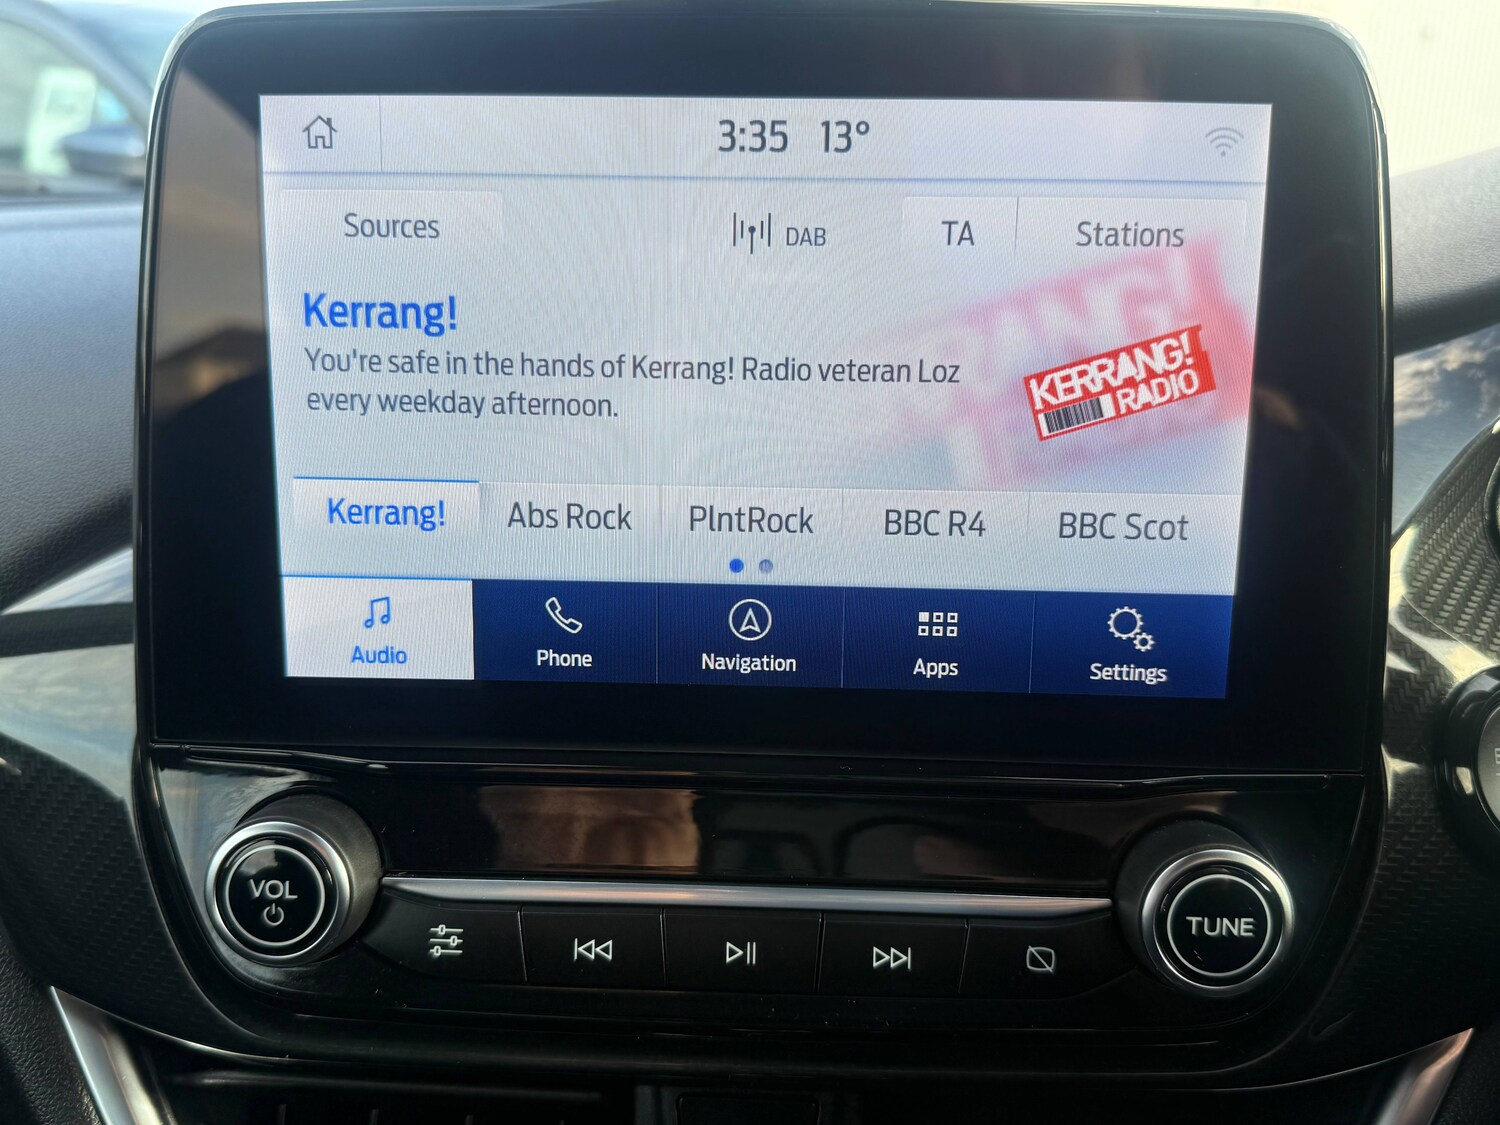 3:35 13°
Sources
DAB
TA
Stations
Kerrang!
You're safe in the hands of Kerrang! Radio veteran Loz
every weekday afternoon.
KERRANG!
RADIO
Kerrang!
Abs Rock
PlntRock
BBC R4
BBC Scot
Audio
Phone
Navigation
Apps
Settings
VOL
TUNE